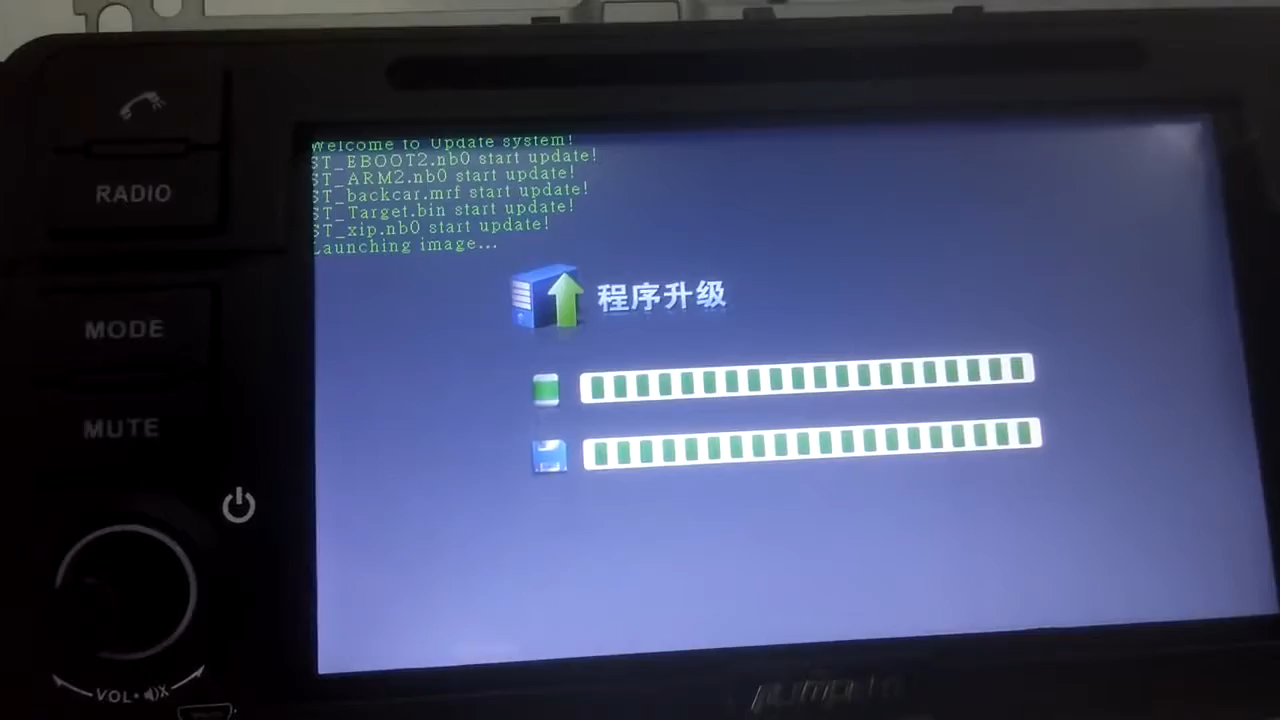 Welcome to Update system!
ST_EBOOT2.nb0 start update!
ST_ARM2.nb0 start update!
ST_backcar.mrf start update!
ST_Target.bin start update!
ST_xip.nb0 start update!
Launching image...
程序升级
RADIO
MODE
MUTE
VOL